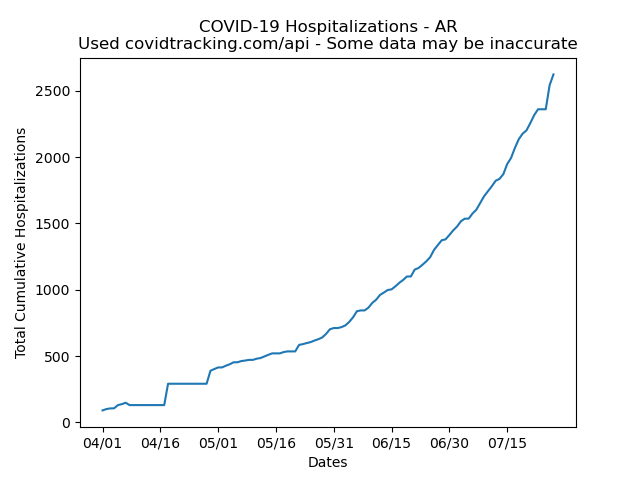 COVID-19 Hospitalizations - AR
Used covidtracking.com/api - Some data may be inaccurate
Total Cumulative Hospitalizations
2500
2000
1500
1000
500
0
04/01 04/16 05/01 05/16 05/31 06/15 06/30 07/15
Dates